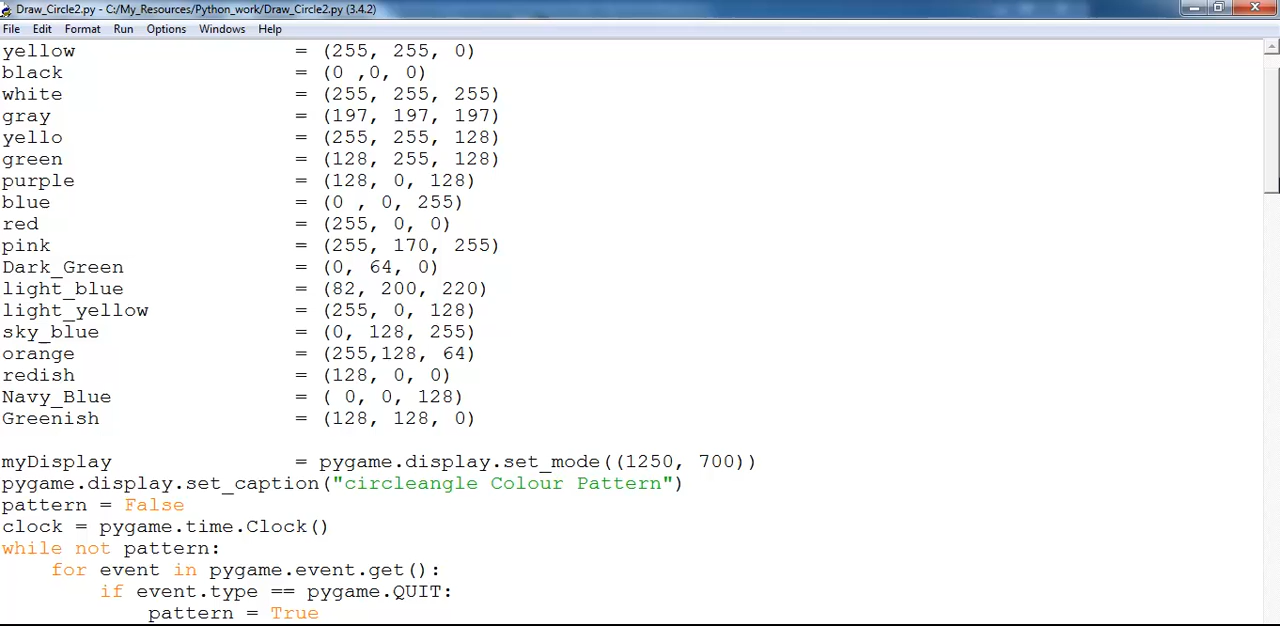 Draw_Circle2.py - C:/My_Resources/Python_work/Draw_Circle2.py (3.4.2)
File Edit Format Run Options Windows Help
yellow = (255, 255, 0)
black = (0 ,0, 0)
white = (255, 255, 255)
gray = (197, 197, 197)
yello = (255, 255, 128)
green = (128, 255, 128)
purple = (128, 0, 128)
blue = (0 , 0, 255)
red = (255, 0, 0)
pink = (255, 170, 255)
Dark_Green = (0, 64, 0)
light_blue = (82, 200, 220)
light_yellow = (255, 0, 128)
sky_blue = (0, 128, 255)
orange = (255,128, 64)
redish = (128, 0, 0)
Navy_Blue = ( 0, 0, 128)
Greenish = (128, 128, 0)
myDisplay = pygame.display.set_mode((1250, 700))
pygame.display.set_caption("circleangle Colour Pattern")
pattern = False
clock = pygame.time.Clock()
while not pattern:
for event in pygame.event.get():
if event.type == pygame.QUIT:
pattern = True